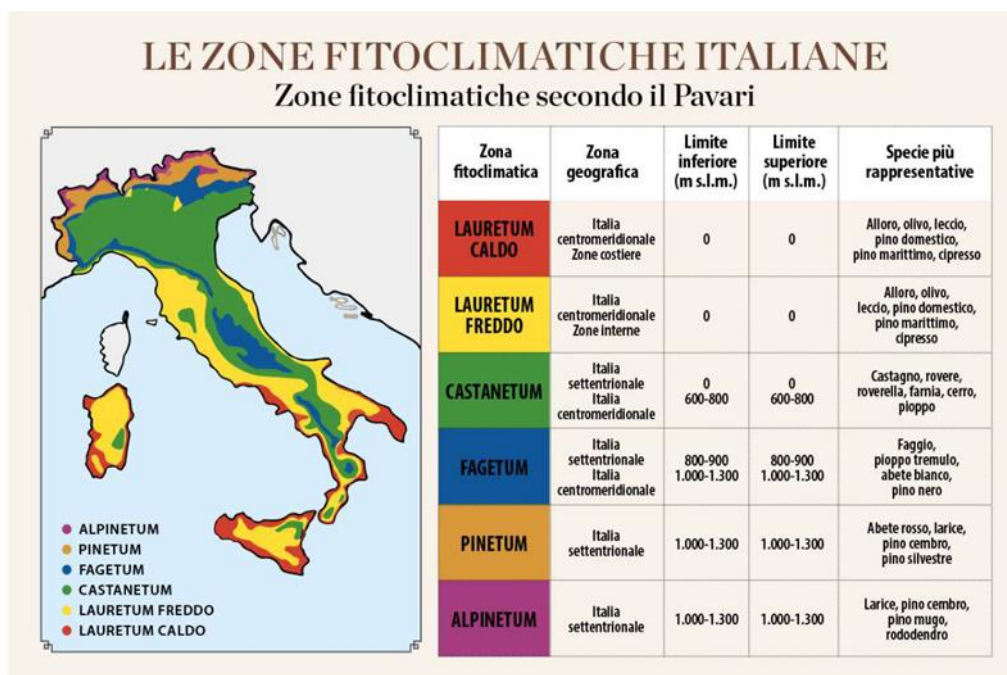 LE ZONE FITOCLIMATICHE ITALIANE
Zone fitoclimatiche secondo il Pavari
ALPINETUM
PINETUM
FAGETUM
CASTANETUM
LAURETUM FREDDO
LAURETUM CALDO
Zona
fitoclimatica
Zona
geografica
Limite
inferiore
(m s.l.m.)
Limite
superiore
(m s.l.m.)
Specie più
rappresentative
LAURETUM
CALDO
Italia
centromeridionale
Zone costiere
0
0
Alloro, olivo, leccio,
pino domestico,
pino marittimo, cipresso
LAURETUM
FREDDO
Italia
centromeridionale
Zone interne
0
0
Alloro, olivo,
leccio, pino domestico,
pino marittimo,
cipresso
CASTANETUM
Italia
settentrionale
Italia
centromeridionale
0
600-800
0
600-800
Castagno, rovere,
roverella, farnia, cerro,
pioppo
FAGETUM
Italia
settentrionale
Italia
centromeridionale
800-900
1.000-1.300
800-900
1.000-1.300
Faggio,
pioppo tremulo,
abete bianco,
pino nero
PINETUM
Italia
settentrionale
1.000-1.300
1.000-1.300
Abete rosso, larice,
pino cembro,
pino silvestre
ALPINETUM
Italia
settentrionale
1.000-1.300
1.000-1.300
Larice, pino cembro,
pino mugo,
rododendro